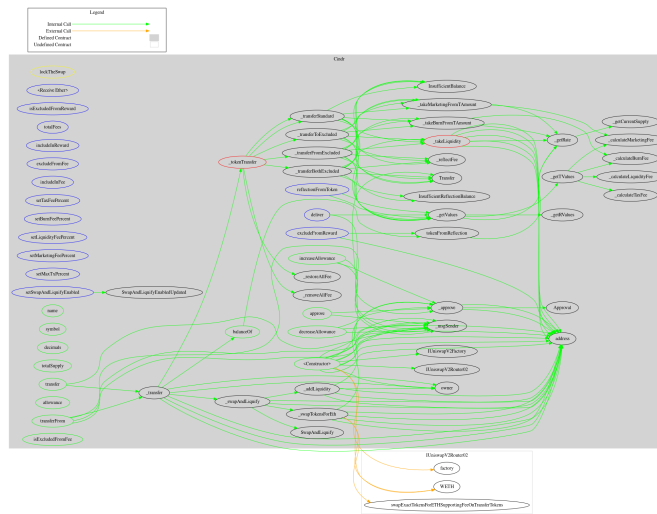 Legend
Internal Call
External Call
Defined Contract
Undefined Contract
lockTheSwap
<Receive Ether>
isExcludedFromReward
totalFees
includeInReward
excludeFromFee
includeInFee
setTaxFeePercent
setBurnFeePercent
setLiquidityFeePercent
setMarketingFeePercent
setMaxTxPercent
setSwapAndLiquifyEnabled
SwapAndLiquifyEnabledUpdated
name
symbol
decimals
totalSupply
transfer
allowance
transferFrom
isExcludedFromFee
_transfer
_tokenTransfer
balanceOf
_swapAndLiquify
_transferStandard
_transferToExcluded
_transferFromExcluded
_transferBothExcluded
reflectionFromToken
deliver
excludeFromReward
increaseAllowance
_removeAllFee
approve
decreaseAllowance
<Constructor>
_addLiquidity
_swapTokensForEth
SwapAndLiquify
InsufficientBalance
_takeMarketingFromTAmount
_takeBurnFromTAmount
_takeLiquidity
_reflectFee
Transfer
InsufficientReflectionBalance
_getValues
tokenFromReflection
_approve
_msgSender
IUniswapV2Factory
IUniswapV2Router02
owner
_getRate
_getTValues
_getRValues
Approval
address
_getCurrentSupply
_calculateMarketingFee
_calculateBurnFee
_calculateLiquidityFee
_calculateTaxFee
IUniswapV2Router02
factory
WETH
swapExactTokensForETHSupportingFeeOnTransferTokens